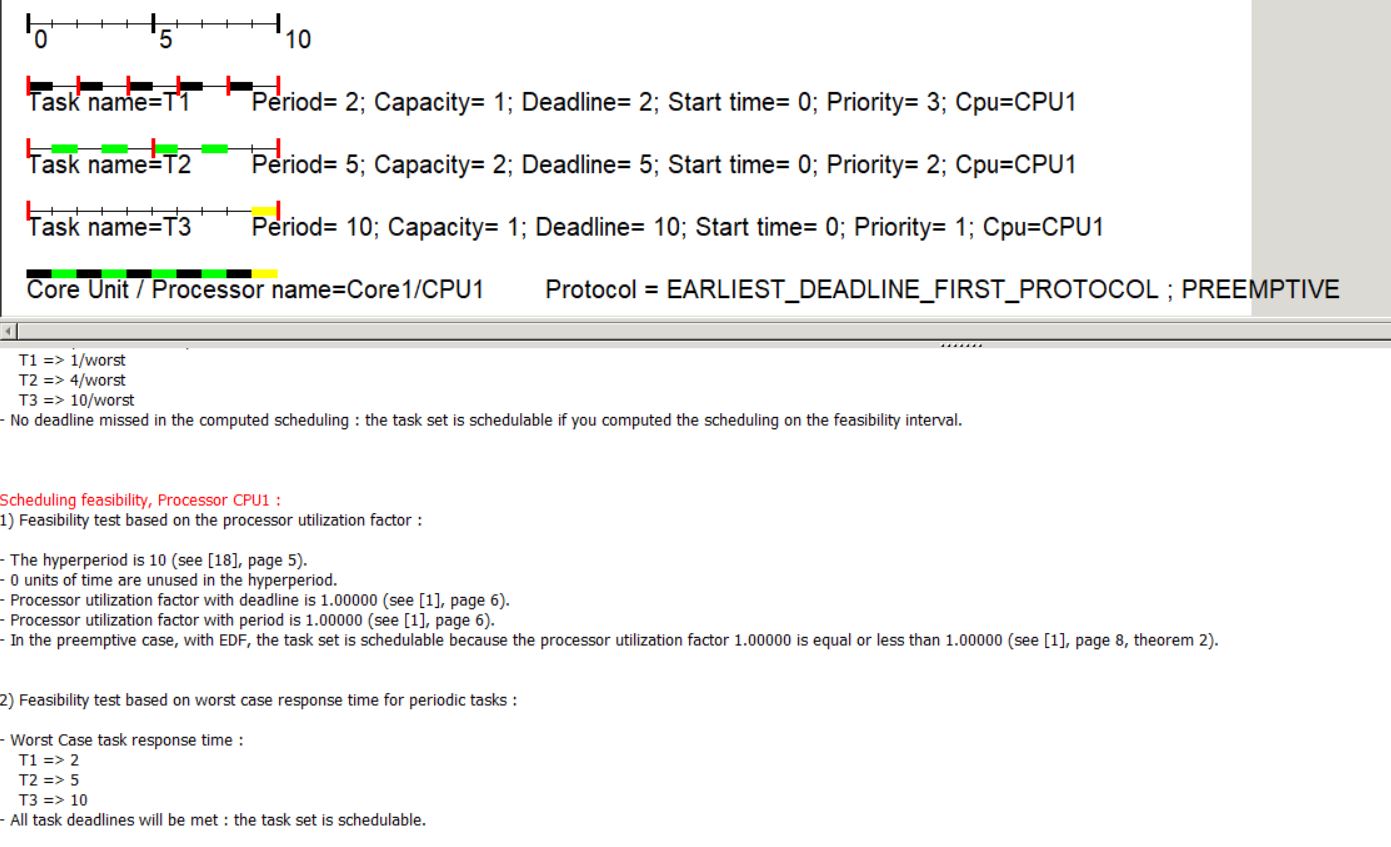 0 5 10
Task name=T1 Period= 2; Capacity= 1; Deadline= 2; Start time= 0; Priority= 3; Cpu=CPU1
Task name=T2 Period= 5; Capacity= 2; Deadline= 5; Start time= 0; Priority= 2; Cpu=CPU1
Task name=T3 Period= 10; Capacity= 1; Deadline= 10; Start time= 0; Priority= 1; Cpu=CPU1
Core Unit / Processor name=Core1/CPU1 Protocol = EARLIEST_DEADLINE_FIRST_PROTOCOL ; PREEMPTIVE
T1 => 1/worst
T2 => 4/worst
T3 => 10/worst
- No deadline missed in the computed scheduling : the task set is schedulable if you computed the scheduling on the feasibility interval.
Scheduling feasibility, Processor CPU1 :
1) Feasibility test based on the processor utilization factor :
- The hyperperiod is 10 (see [18], page 5).
- 0 units of time are unused in the hyperperiod.
- Processor utilization factor with deadline is 1.00000 (see [1], page 6).
- Processor utilization factor with period is 1.00000 (see [1], page 6).
- In the preemptive case, with EDF, the task set is schedulable because the processor utilization factor 1.00000 is equal or less than 1.00000 (see [1], page 8, theorem 2).
2) Feasibility test based on worst case response time for periodic tasks :
- Worst Case task response time :
T1 => 2
T2 => 5
T3 => 10
- All task deadlines will be met : the task set is schedulable.